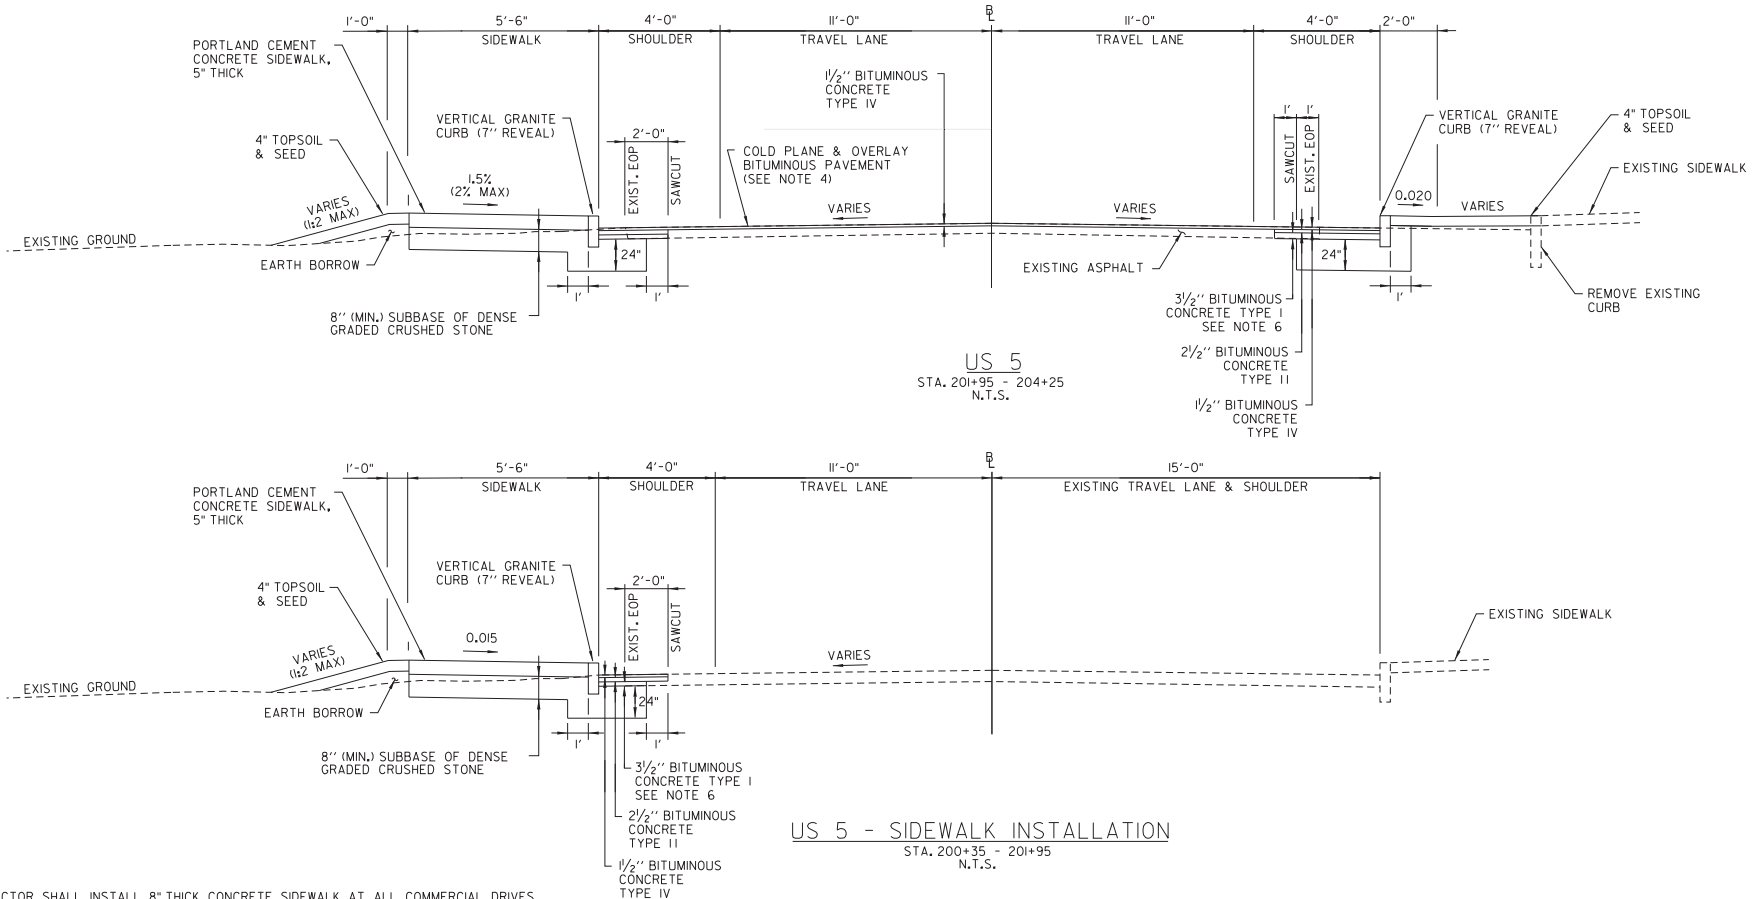 1'-0" 5'-6" 4'-0" 11'-0" BL 11'-0" 4'-0" 2'-0"
SIDEWALK SHOULDER TRAVEL LANE TRAVEL LANE SHOULDER
PORTLAND CEMENT
CONCRETE SIDEWALK,
5" THICK
4" TOPSOIL
& SEED
VERTICAL GRANITE
CURB (7'' REVEAL)
1 1/2'' BITUMINOUS
CONCRETE
TYPE IV
2'-0"
EXIST. EOP
SAWCUT
COLD PLANE & OVERLAY
BITUMINOUS PAVEMENT
(SEE NOTE 4)
1' 1'
SAWCUT
EXIST. EOP
VERTICAL GRANITE
CURB (7'' REVEAL)
4" TOPSOIL
& SEED
EXISTING SIDEWALK
1.5%
(2% MAX)
VARIES
(1:2 MAX)
VARIES
VARIES
0.020
VARIES
EXISTING GROUND
EARTH BORROW
24"
1'
1'
EXISTING ASPHALT
24"
1'
8'' (MIN.) SUBBASE OF DENSE
GRADED CRUSHED STONE
3 1/2'' BITUMINOUS
CONCRETE TYPE I
SEE NOTE 6
2 1/2'' BITUMINOUS
CONCRETE
TYPE II
1 1/2'' BITUMINOUS
CONCRETE
TYPE IV
REMOVE EXISTING
CURB
US 5
STA. 201+95 - 204+25
N.T.S.
1'-0" 5'-6" 4'-0" 11'-0" BL 15'-0"
SIDEWALK SHOULDER TRAVEL LANE EXISTING TRAVEL LANE & SHOULDER
PORTLAND CEMENT
CONCRETE SIDEWALK,
5" THICK
4" TOPSOIL
& SEED
VERTICAL GRANITE
CURB (7'' REVEAL)
2'-0"
EXIST. EOP
SAWCUT
EXISTING SIDEWALK
0.015
VARIES
(1:2 MAX)
VARIES
EXISTING GROUND
EARTH BORROW
24"
1'
1'
8'' (MIN.) SUBBASE OF DENSE
GRADED CRUSHED STONE
3 1/2'' BITUMINOUS
CONCRETE TYPE I
SEE NOTE 6
2 1/2'' BITUMINOUS
CONCRETE
TYPE II
1 1/2'' BITUMINOUS
CONCRETE
TYPE IV
US 5 - SIDEWALK INSTALLATION
STA. 200+35 - 201+95
N.T.S.
CTOR SHALL INSTALL 8" THICK CONCRETE SIDEWALK AT ALL COMMERCIAL DRIVES